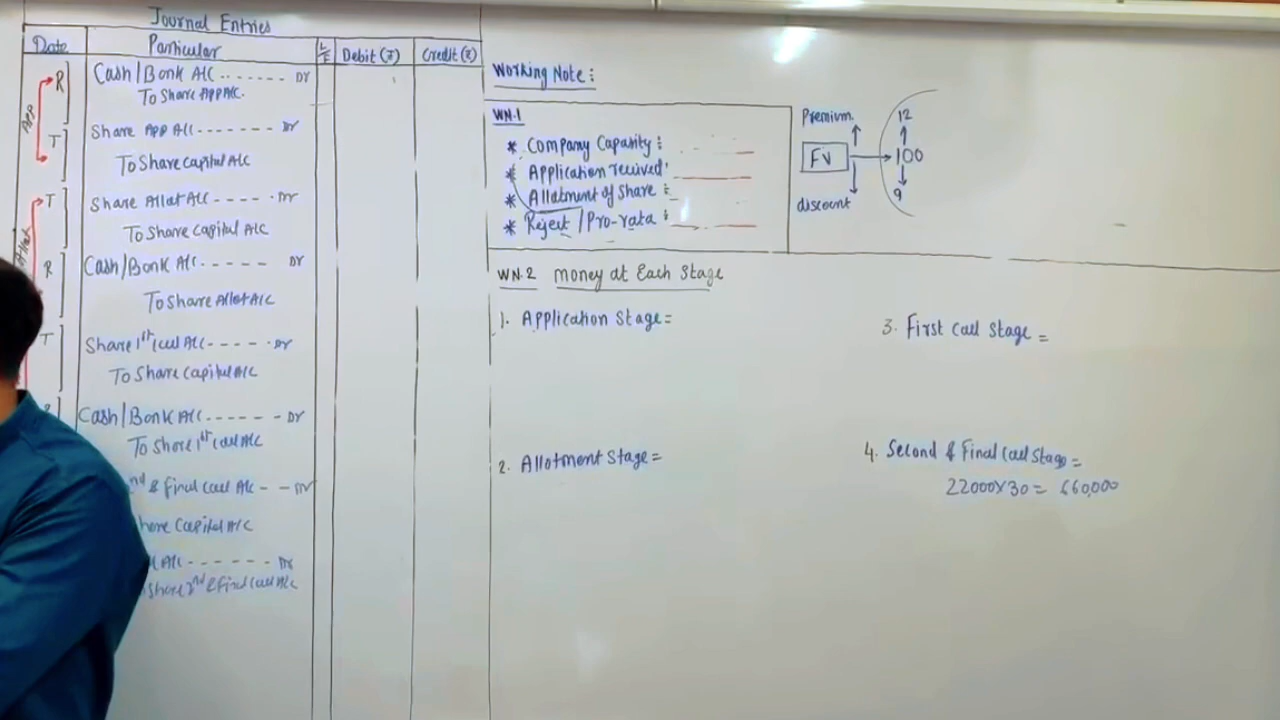 Journal Entries
Date Particular L/F Debit (₹) Credit (₹)
App
R Cash/Bank A/C ....... Dr
To Share App A/C.
T Share App A/C ------- Dr
To Share capital A/C
Allot
T Share Allot A/C ----- Dr
To Share Capital A/C
R Cash/Bank A/C. ----- Dr
To Share Allot A/C
T Share 1st Call A/C ----- Dr
To Share Capital A/C
Cash/Bank A/C ------ Dr
To Share 1st call A/C
nd & final call A/c - - Dr
hare Capital A/C
A/C ------- Dr
Share 2nd & final call A/C
Working Note :
WN.1
* Company Capacity :
* Application recived :
* Allotment of Share :
* Reject / Pro-rata :
Premium. 12
FV 100
discount 9
WN.2 money at Each Stage
1. Application Stage =
2. Allotment Stage =
3. First call stage =
4. Second & Final call stage =
22000 x 30 = 660,000